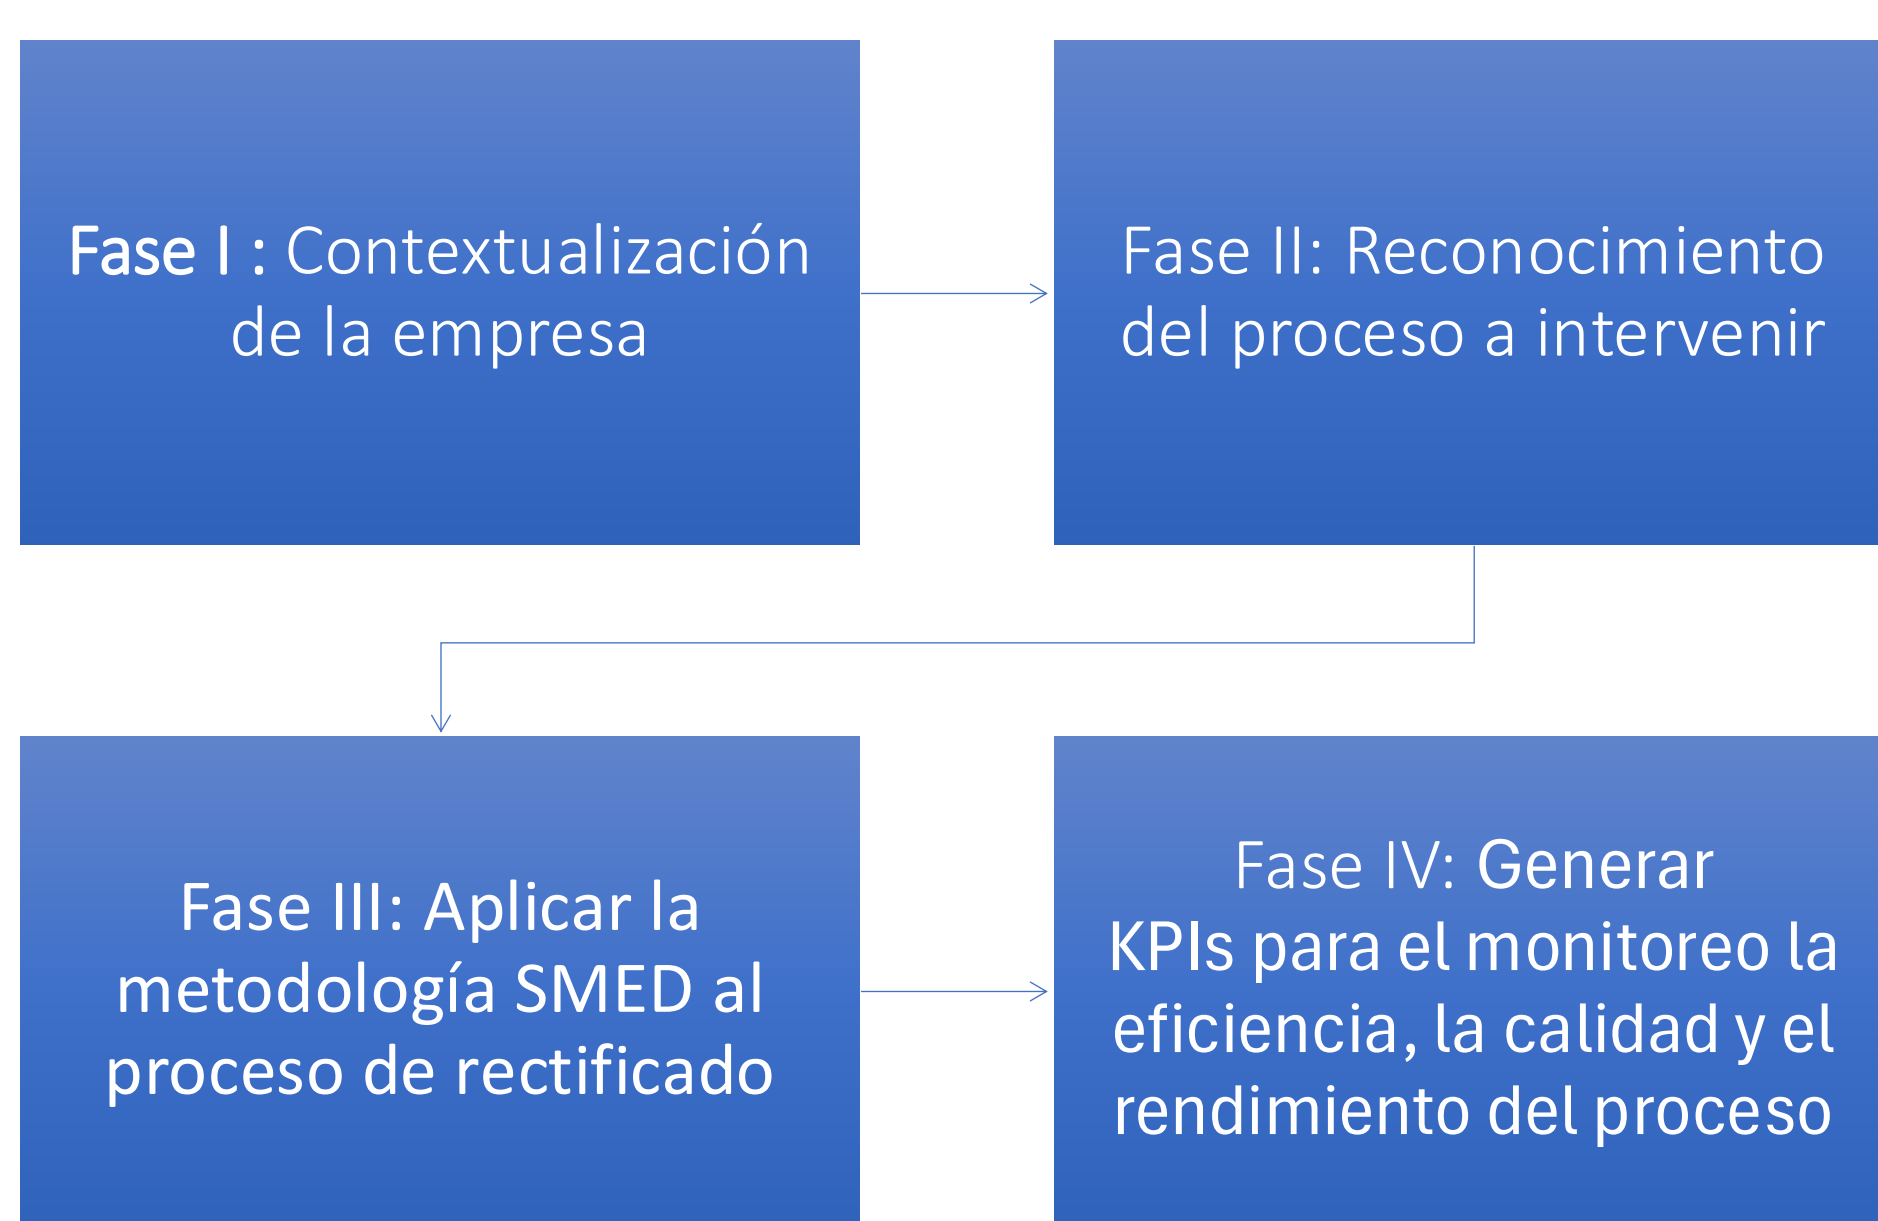 Fase I : Contextualización
de la empresa
Fase II: Reconocimiento
del proceso a intervenir
Fase III: Aplicar la
metodología SMED al
proceso de rectificado
Fase IV: Generar
KPIs para el monitoreo la
eficiencia, la calidad y el
rendimiento del proceso